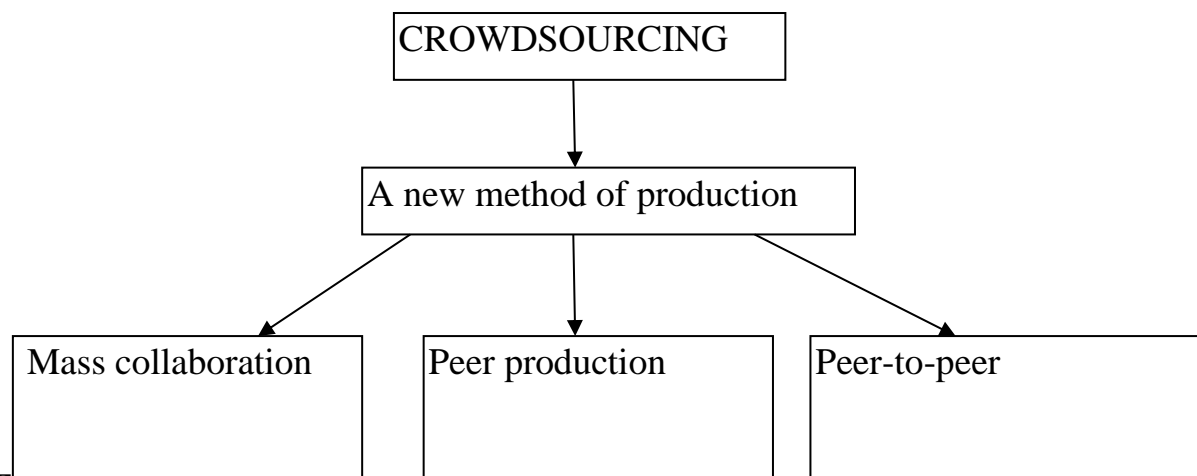 CROWDSOURCING
A new method of production
Mass collaboration
Peer production
Peer-to-peer